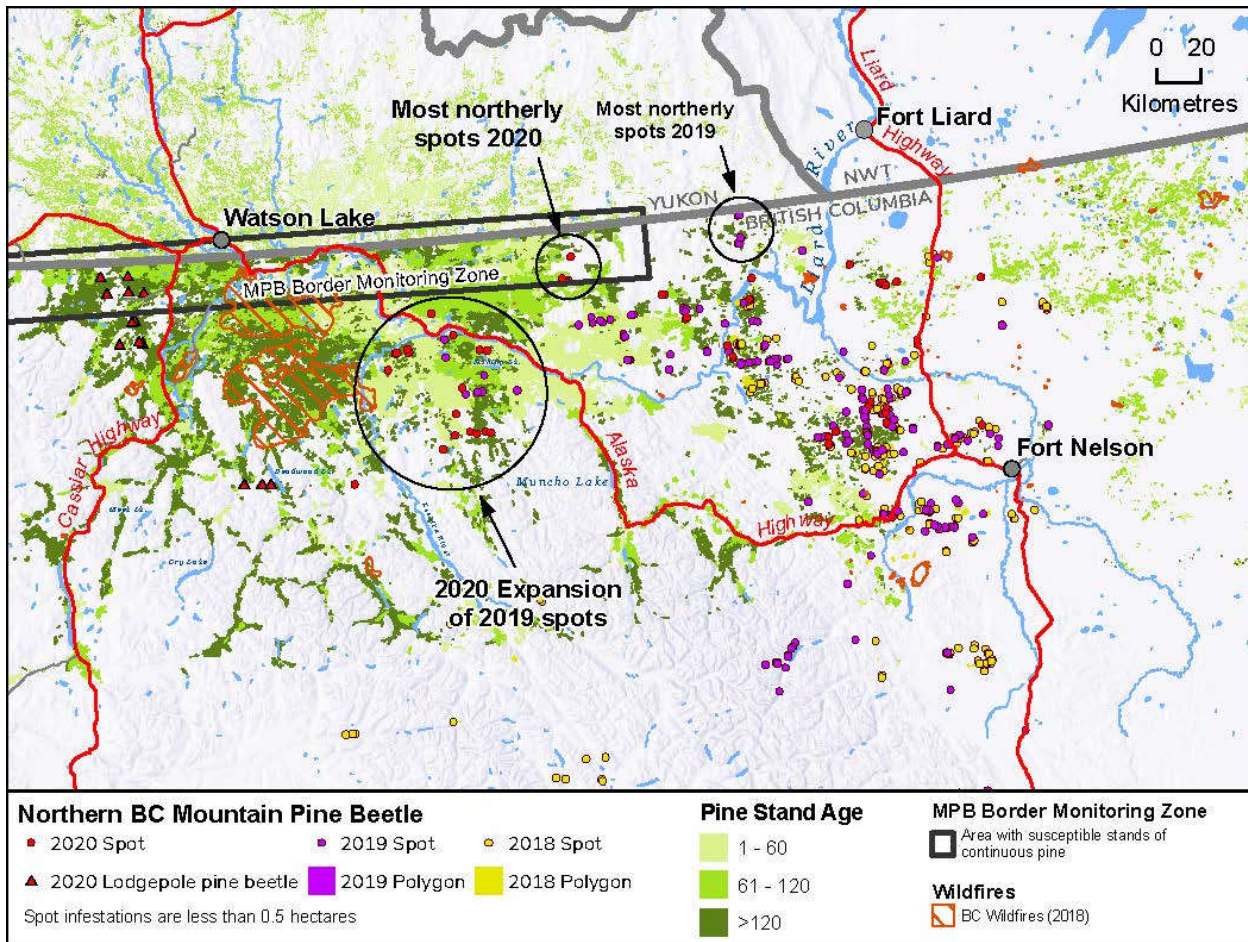 0 20
Kilometres
Most northerly
spots 2020
Most northerly
spots 2019
Fort Liard
Liard
Highway
Liard River
NWT
YUKON
BRITISH COLUMBIA
Watson Lake
MPB Border Monitoring Zone
Cassiar Highway
Alaska
Highway
Muncho Lake
Fort Nelson
Deadwood Lk.
Dry Lake
2020 Expansion
of 2019 spots
Northern BC Mountain Pine Beetle
2020 Spot
2019 Spot
2018 Spot
2020 Lodgepole pine beetle
2019 Polygon
2018 Polygon
Spot infestations are less than 0.5 hectares
Pine Stand Age
1 - 60
61 - 120
>120
MPB Border Monitoring Zone
Area with susceptible stands of
continuous pine
Wildfires
BC Wildfires (2018)